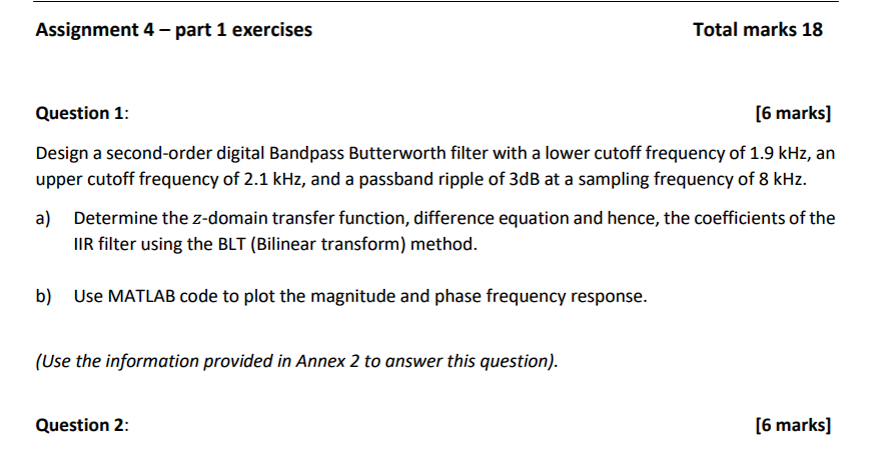 Assignment 4 – part 1 exercises Total marks 18
Question 1: [6 marks]
Design a second-order digital Bandpass Butterworth filter with a lower cutoff frequency of 1.9 kHz, an
upper cutoff frequency of 2.1 kHz, and a passband ripple of 3dB at a sampling frequency of 8 kHz.
a) Determine the z-domain transfer function, difference equation and hence, the coefficients of the
IIR filter using the BLT (Bilinear transform) method.
b) Use MATLAB code to plot the magnitude and phase frequency response.
(Use the information provided in Annex 2 to answer this question).
Question 2: [6 marks]